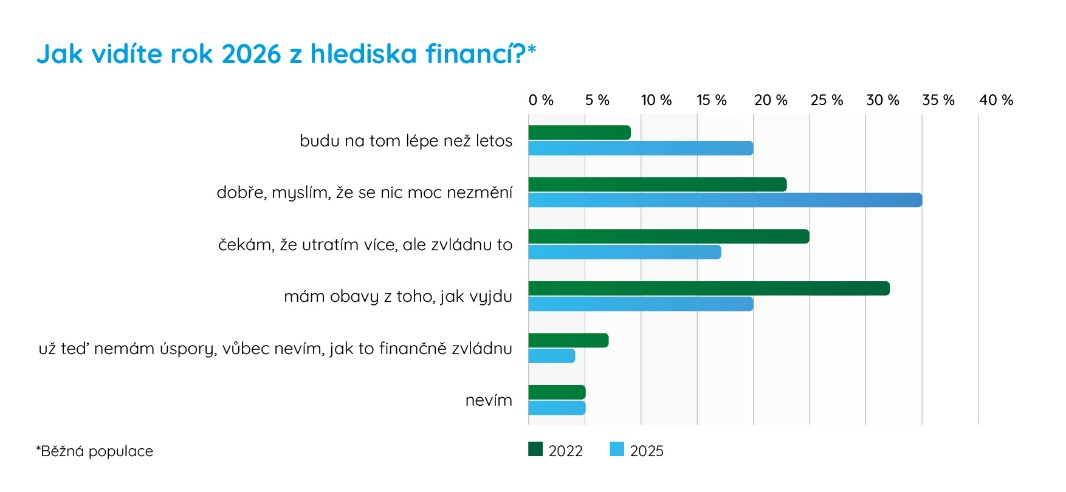 Jak vidíte rok 2026 z hlediska financí?*
0 % 5 % 10 % 15 % 20 % 25 % 30 % 35 % 40 %
budu na tom lépe než letos
dobře, myslím, že se nic moc nezmění
čekám, že utratím více, ale zvládnu to
mám obavy z toho, jak vyjdu
už teď nemám úspory, vůbec nevím, jak to finančně zvládnu
nevím
*Běžná populace
2022 2025